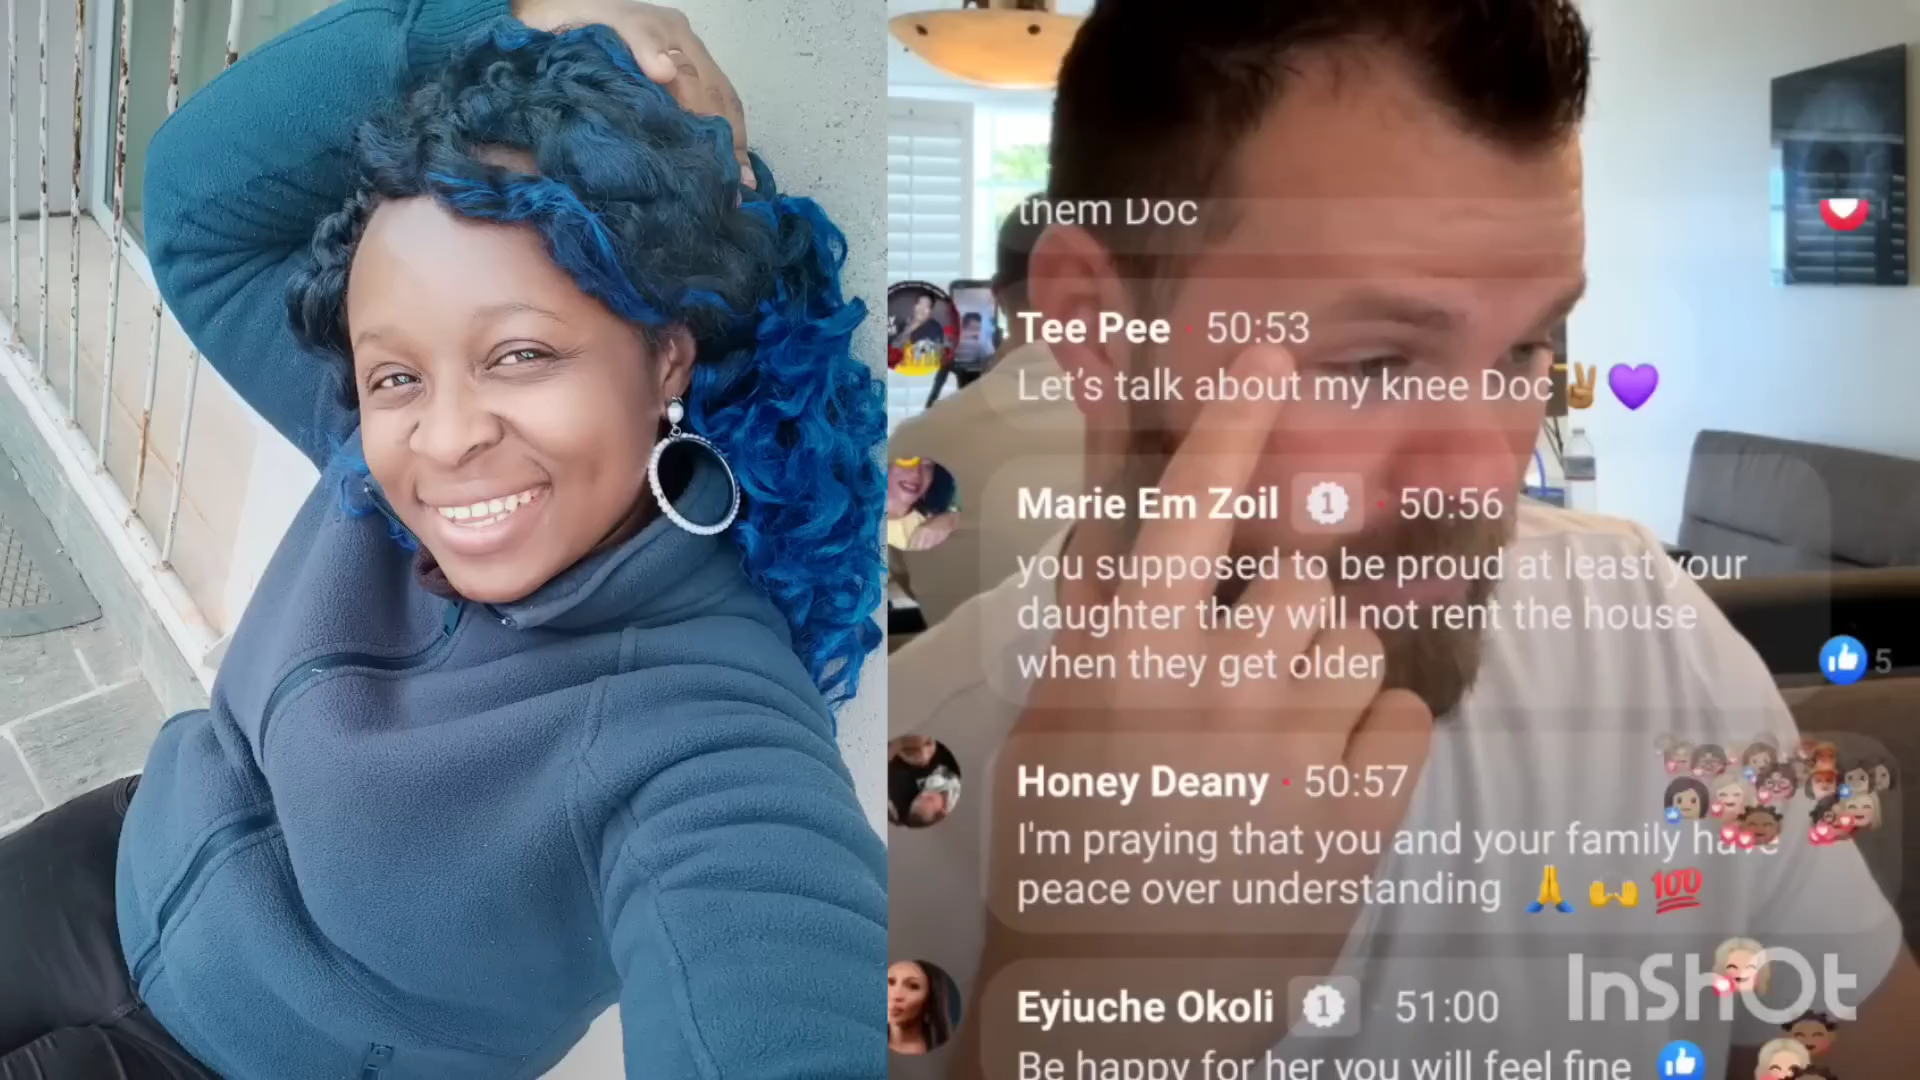 them Doc
Tee Pee · 50:53
Let's talk about my knee Doc✌🏾💜
Marie Em Zoil 1 · 50:56
you supposed to be proud at least your
daughter they will not rent the house
when they get older
5
Honey Deany · 50:57
I'm praying that you and your family have
peace over understanding 🙏 🙌 💯
Eyiuche Okoli 1 · 51:00
Be happy for her you will feel fine
InShOt